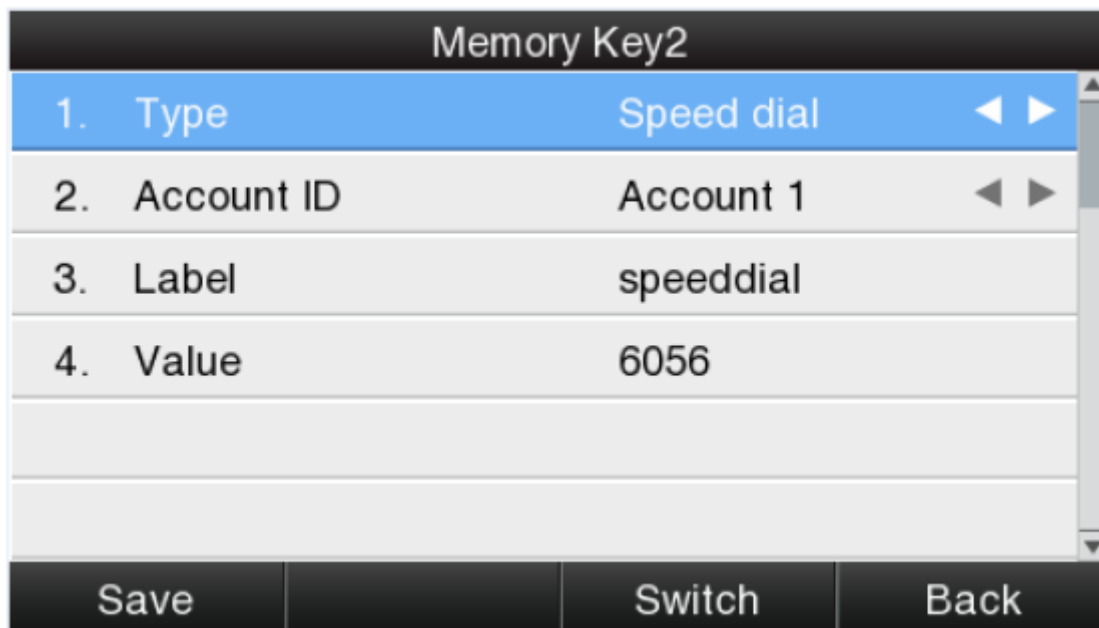 Memory Key2
1. Type Speed dial
2. Account ID Account 1
3. Label speeddial
4. Value 6056
Save Switch Back